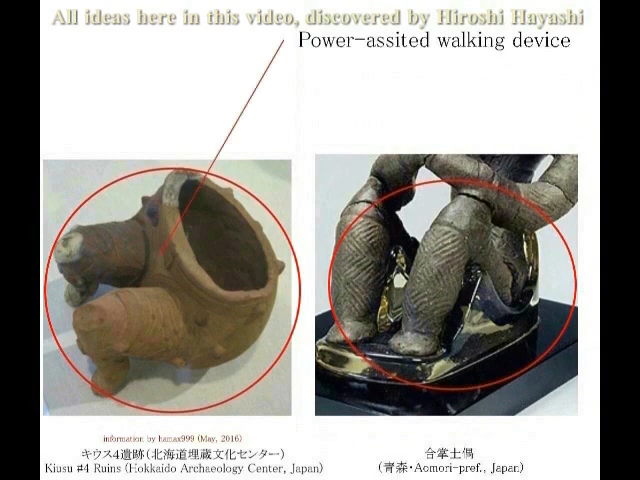 All ideas here in this video, discovered by Hiroshi Hayashi
Power-assited walking device
information by hamax999 (May, 2016)
キウス4遺跡(北海道埋蔵文化センター)
Kiusu #4 Ruins (Hokkaido Archaeology Center, Japan)
合掌土偶
(青森・Aomori-pref., Japan)